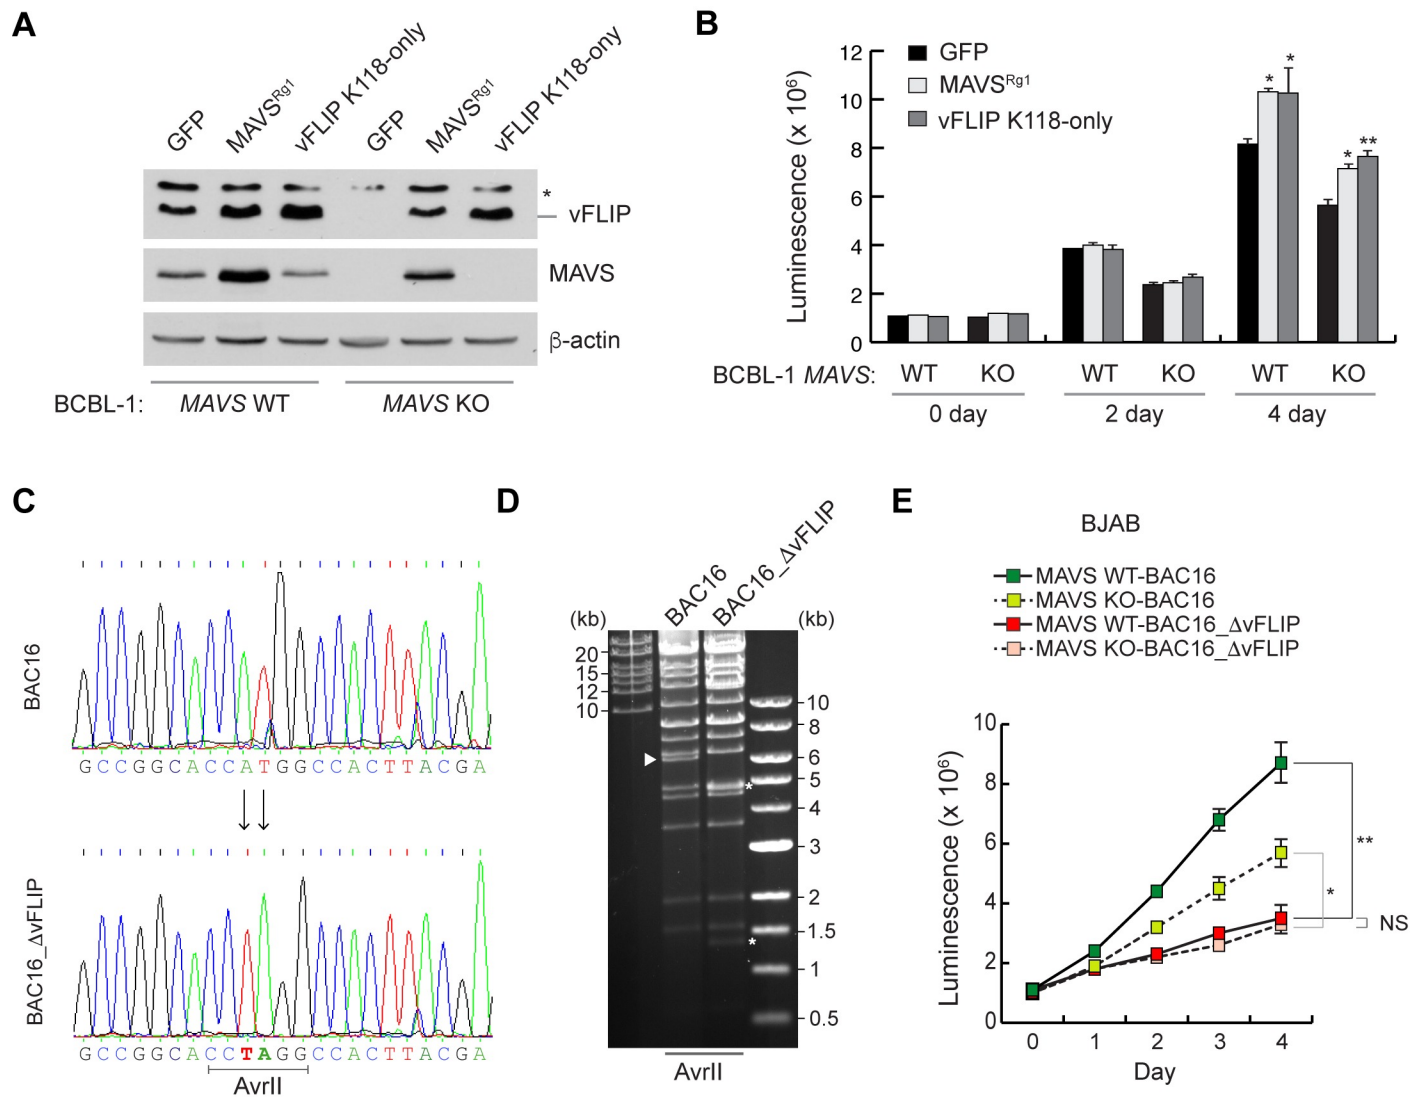 A
GFP
MAVSRg1
vFLIP K118-only
GFP
MAVSRg1
vFLIP K118-ony
*
vFLIP
MAVS
β-actin
BCBL-1: MAVS WT MAVS KO
B
Luminescence (x 10⁶)
12
10
8
6
4
2
0
GFP
MAVSRg1
vFLIP K118-only
* *
* **
BCBL-1 MAVS: WT KO WT KO WT KO
0 day 2 day 4 day
C
BAC16
GCCGGCACCATGGCCACTTACGA
BAC16_ΔvFLIP
GCCGGCACCTAGGCCACTTACGA
AvrII
D
BAC16
BAC16_ΔvFLIP
(kb) (kb)
20
15
12
10
10
8
6
5
4
3
2
1.5
1
0.5
*
*
AvrII
E
BJAB
MAVS WT-BAC16
MAVS KO-BAC16
MAVS WT-BAC16_ΔvFLIP
MAVS KO-BAC16_ΔvFLIP
Luminescence (x 10⁶)
10
8
6
4
2
0
**
*
NS
0 1 2 3 4
Day